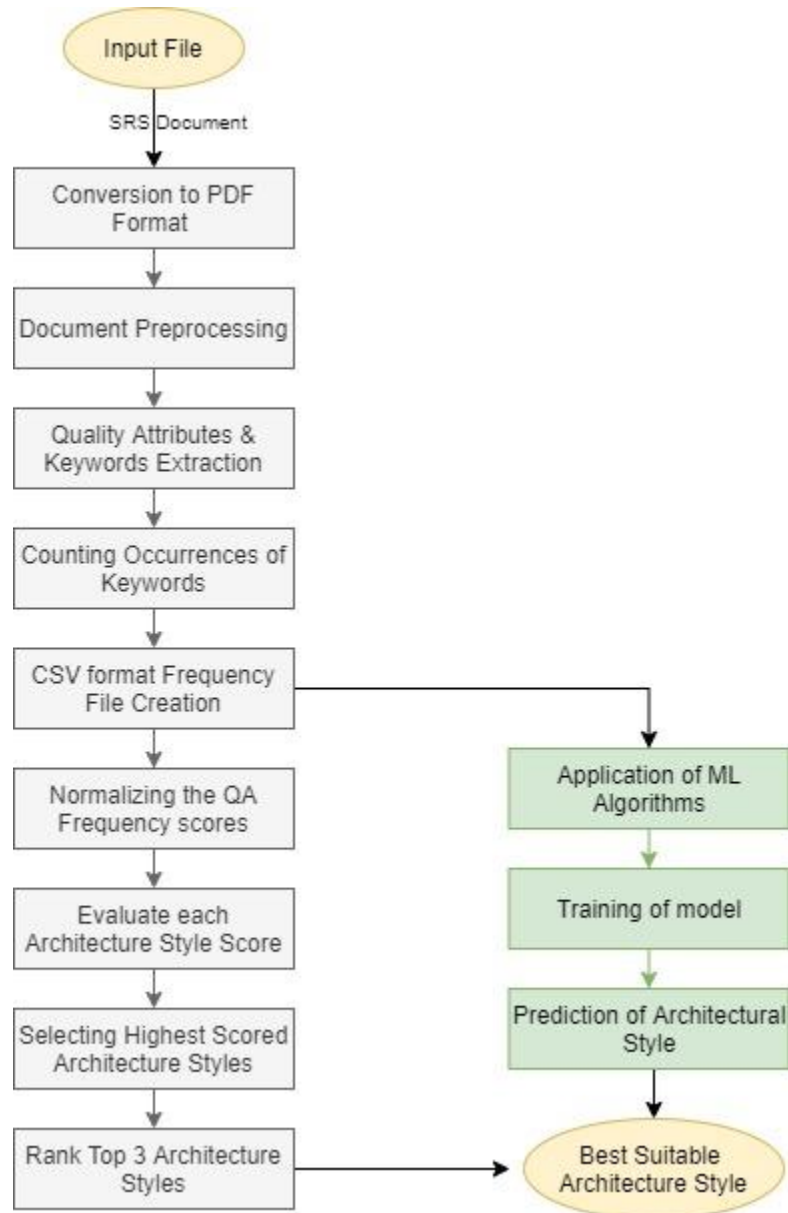 Input File
SRS Document
Conversion to PDF
Format
Document Preprocessing
Quality Attributes &
Keywords Extraction
Counting Occurrences of
Keywords
CSV format Frequency
File Creation
Normalizing the QA
Frequency scores
Evaluate each
Architecture Style Score
Selecting Highest Scored
Architecture Styles
Rank Top 3 Architecture
Styles
Application of ML
Algorithms
Training of model
Prediction of Architectural
Style
Best Suitable
Architecture Style